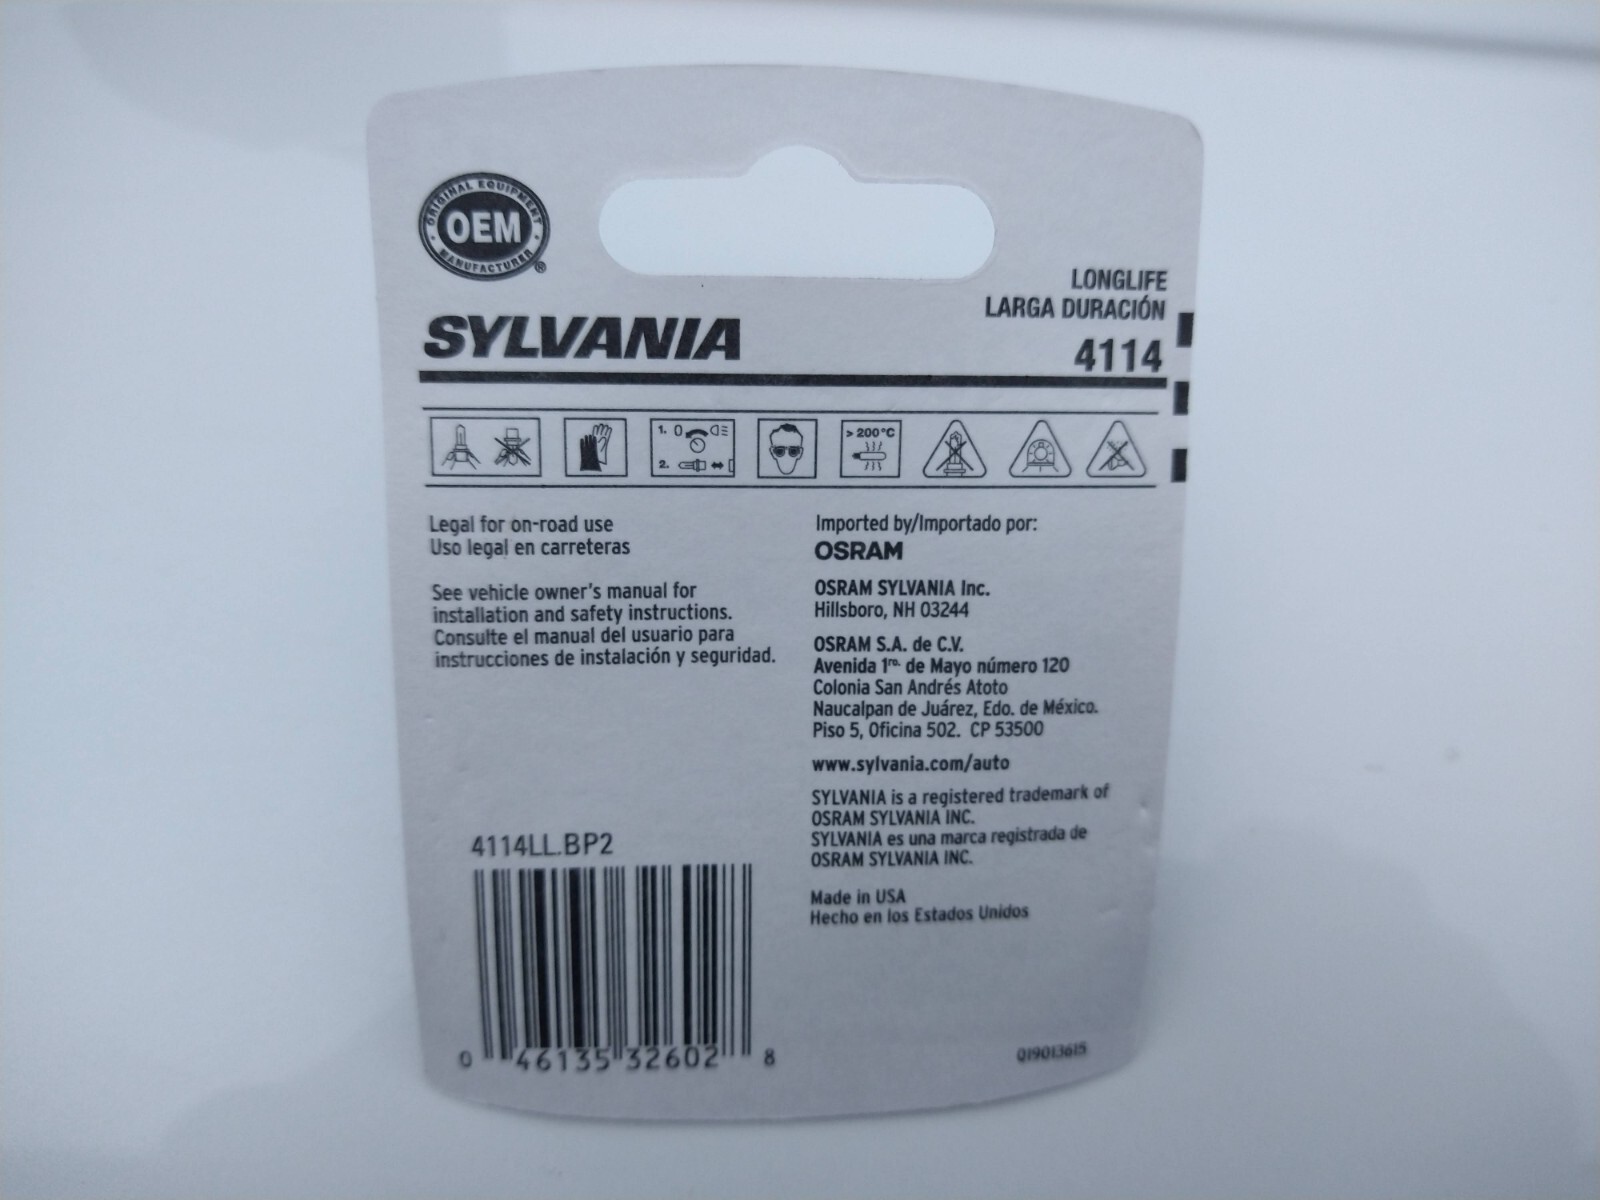 ORIGINAL EQUIPMENT
OEM
MANUFACTURER
®
LONGLIFE
LARGA DURACIÓN
SYLVANIA
4114
1. 0
2.
> 200°C
Legal for on-road use
Uso legal en carreteras
See vehicle owner's manual for
installation and safety instructions.
Consulte el manual del usuario para
instrucciones de instalación y seguridad.
Imported by/Importado por:
OSRAM
OSRAM SYLVANIA Inc.
Hillsboro, NH 03244
OSRAM S.A. de C.V.
Avenida 1ro. de Mayo número 120
Colonia San Andrés Atoto
Naucalpan de Juárez, Edo. de México.
Piso 5, Oficina 502. CP 53500
www.sylvania.com/auto
SYLVANIA is a registered trademark of
OSRAM SYLVANIA INC.
SYLVANIA es una marca registrada de
OSRAM SYLVANIA INC.
Made in USA
Hecho en los Estados Unidos
4114LL.BP2
0 46135 32602 8
019013615